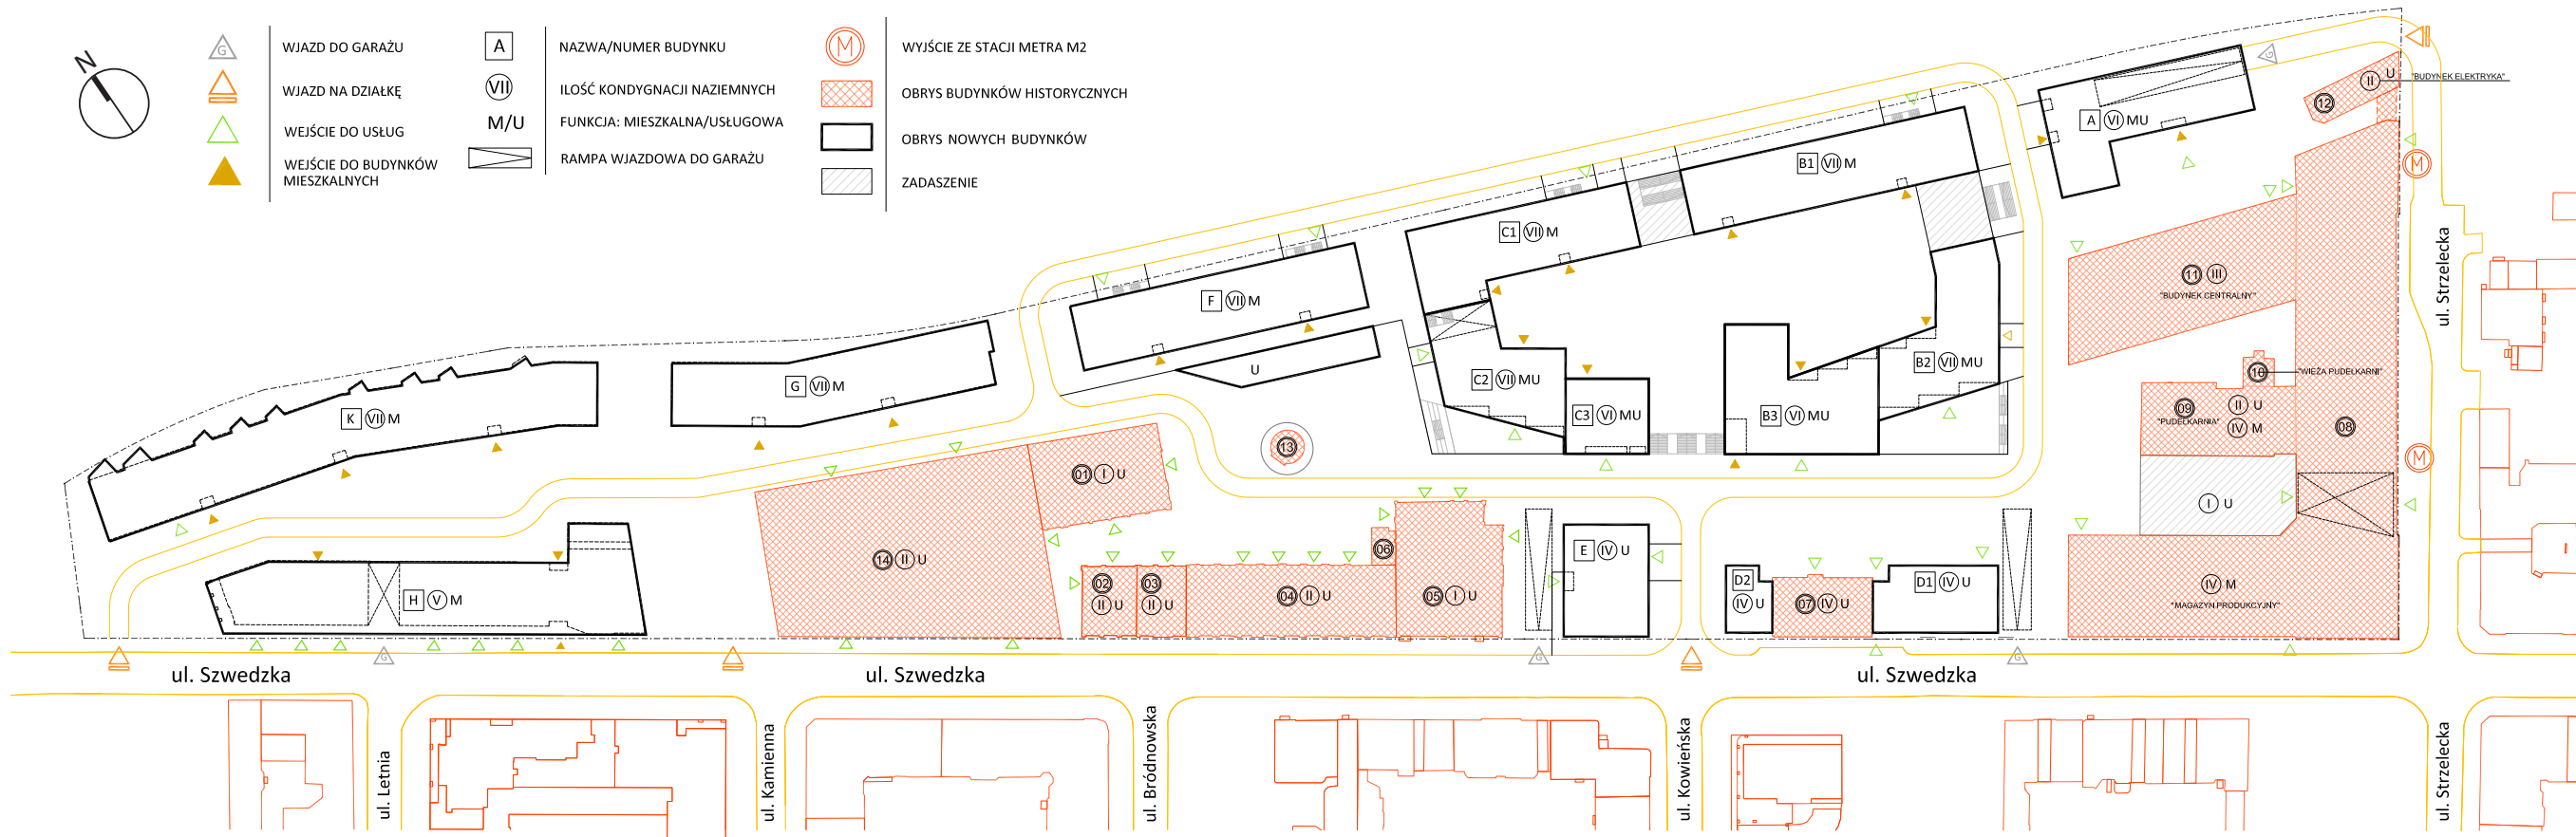 N
G WJAZD DO GARAŻU
WJAZD NA DZIAŁKĘ
WEJŚCIE DO USŁUG
WEJŚCIE DO BUDYNKÓW
MIESZKALNYCH
A NAZWA/NUMER BUDYNKU
VII ILOŚĆ KONDYGNACJI NAZIEMNYCH
M/U FUNKCJA: MIESZKALNA/USŁUGOWA
RAMPA WJAZDOWA DO GARAŻU
M WYJŚCIE ZE STACJI METRA M2
OBRYS BUDYNKÓW HISTORYCZNYCH
OBRYS NOWYCH BUDYNKÓW
ZADASZENIE
G
II U "BUDYNEK ELEKTRYKA"
12
A VI MU
M
B1 VII M
C1 VII M
11 III
"BUDYNEK CENTRALNY"
ul. Strzelecka
F VII M
U
G VII M
K VII M
C2 VII MU
C3 VI MU
B3 VI MU
B2 VII MU
10 "WIEŻA PUDEŁKARNI"
09 II U
"PUDEŁKARNIA" IV M
08
M
13
01 I U
I U
14 II U
06
E IV U
02
II U
03
II U
04 II U
05 I U
D2
IV U
07 IV U
D1 IV U
IV M
"MAGAZYN PRODUKCYJNY"
H V M
G
G
G
ul. Szwedzka
ul. Szwedzka
ul. Szwedzka
ul. Letnia
ul. Kamienna
ul. Bródnowska
ul. Kowieńska
ul. Strzelecka